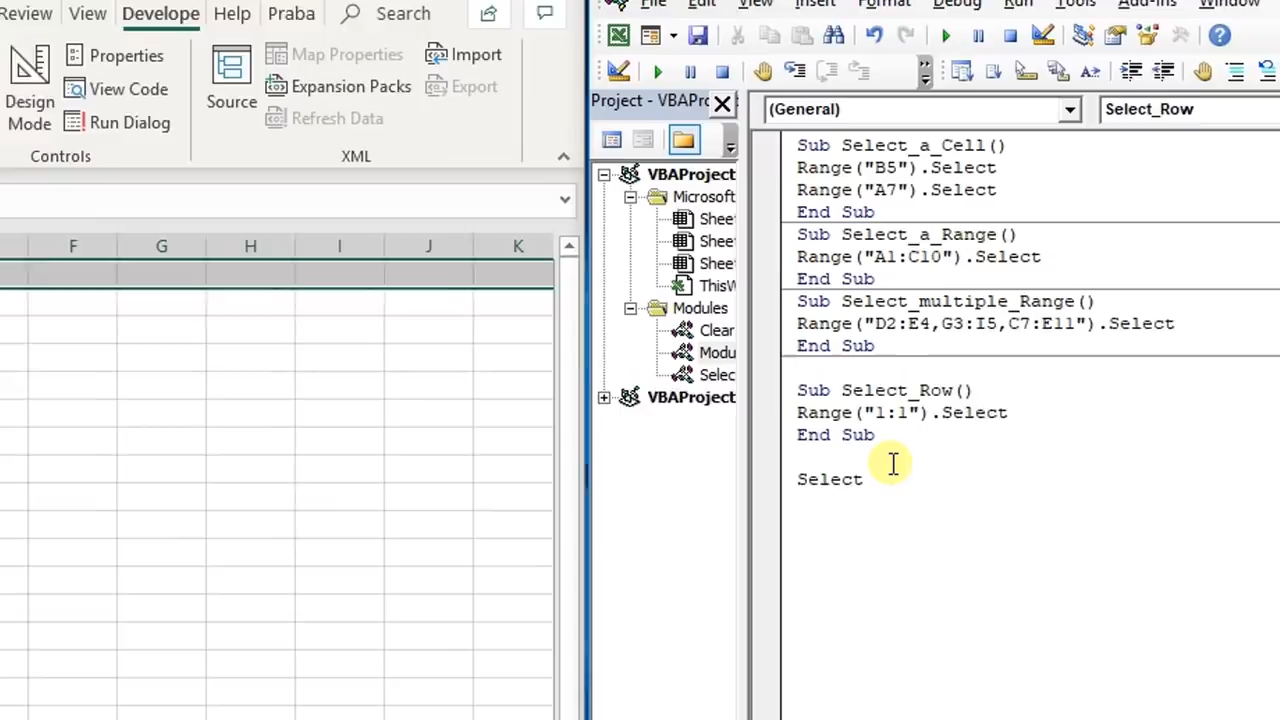 Review View Develope Help Praba Search
Properties
View Code
Run Dialog
Design
Mode
Controls
Source
Map Properties
Expansion Packs
Refresh Data
Import
Export
XML
F G H I J K
File Edit View Insert Format Debug Run Tools Add-Ins Window
Project - VBAPro
VBAProject
Microsoft
Sheet
Sheet
Sheet
ThisW
Modules
Clear
Modu
Selec
VBAProject
(General)
Select_Row
Sub Select_a_Cell()
Range("B5").Select
Range("A7").Select
End Sub
Sub Select_a_Range()
Range("A1:C10").Select
End Sub
Sub Select_multiple_Range()
Range("D2:E4,G3:I5,C7:E11").Select
End Sub
Sub Select_Row()
Range("1:1").Select
End Sub
Select